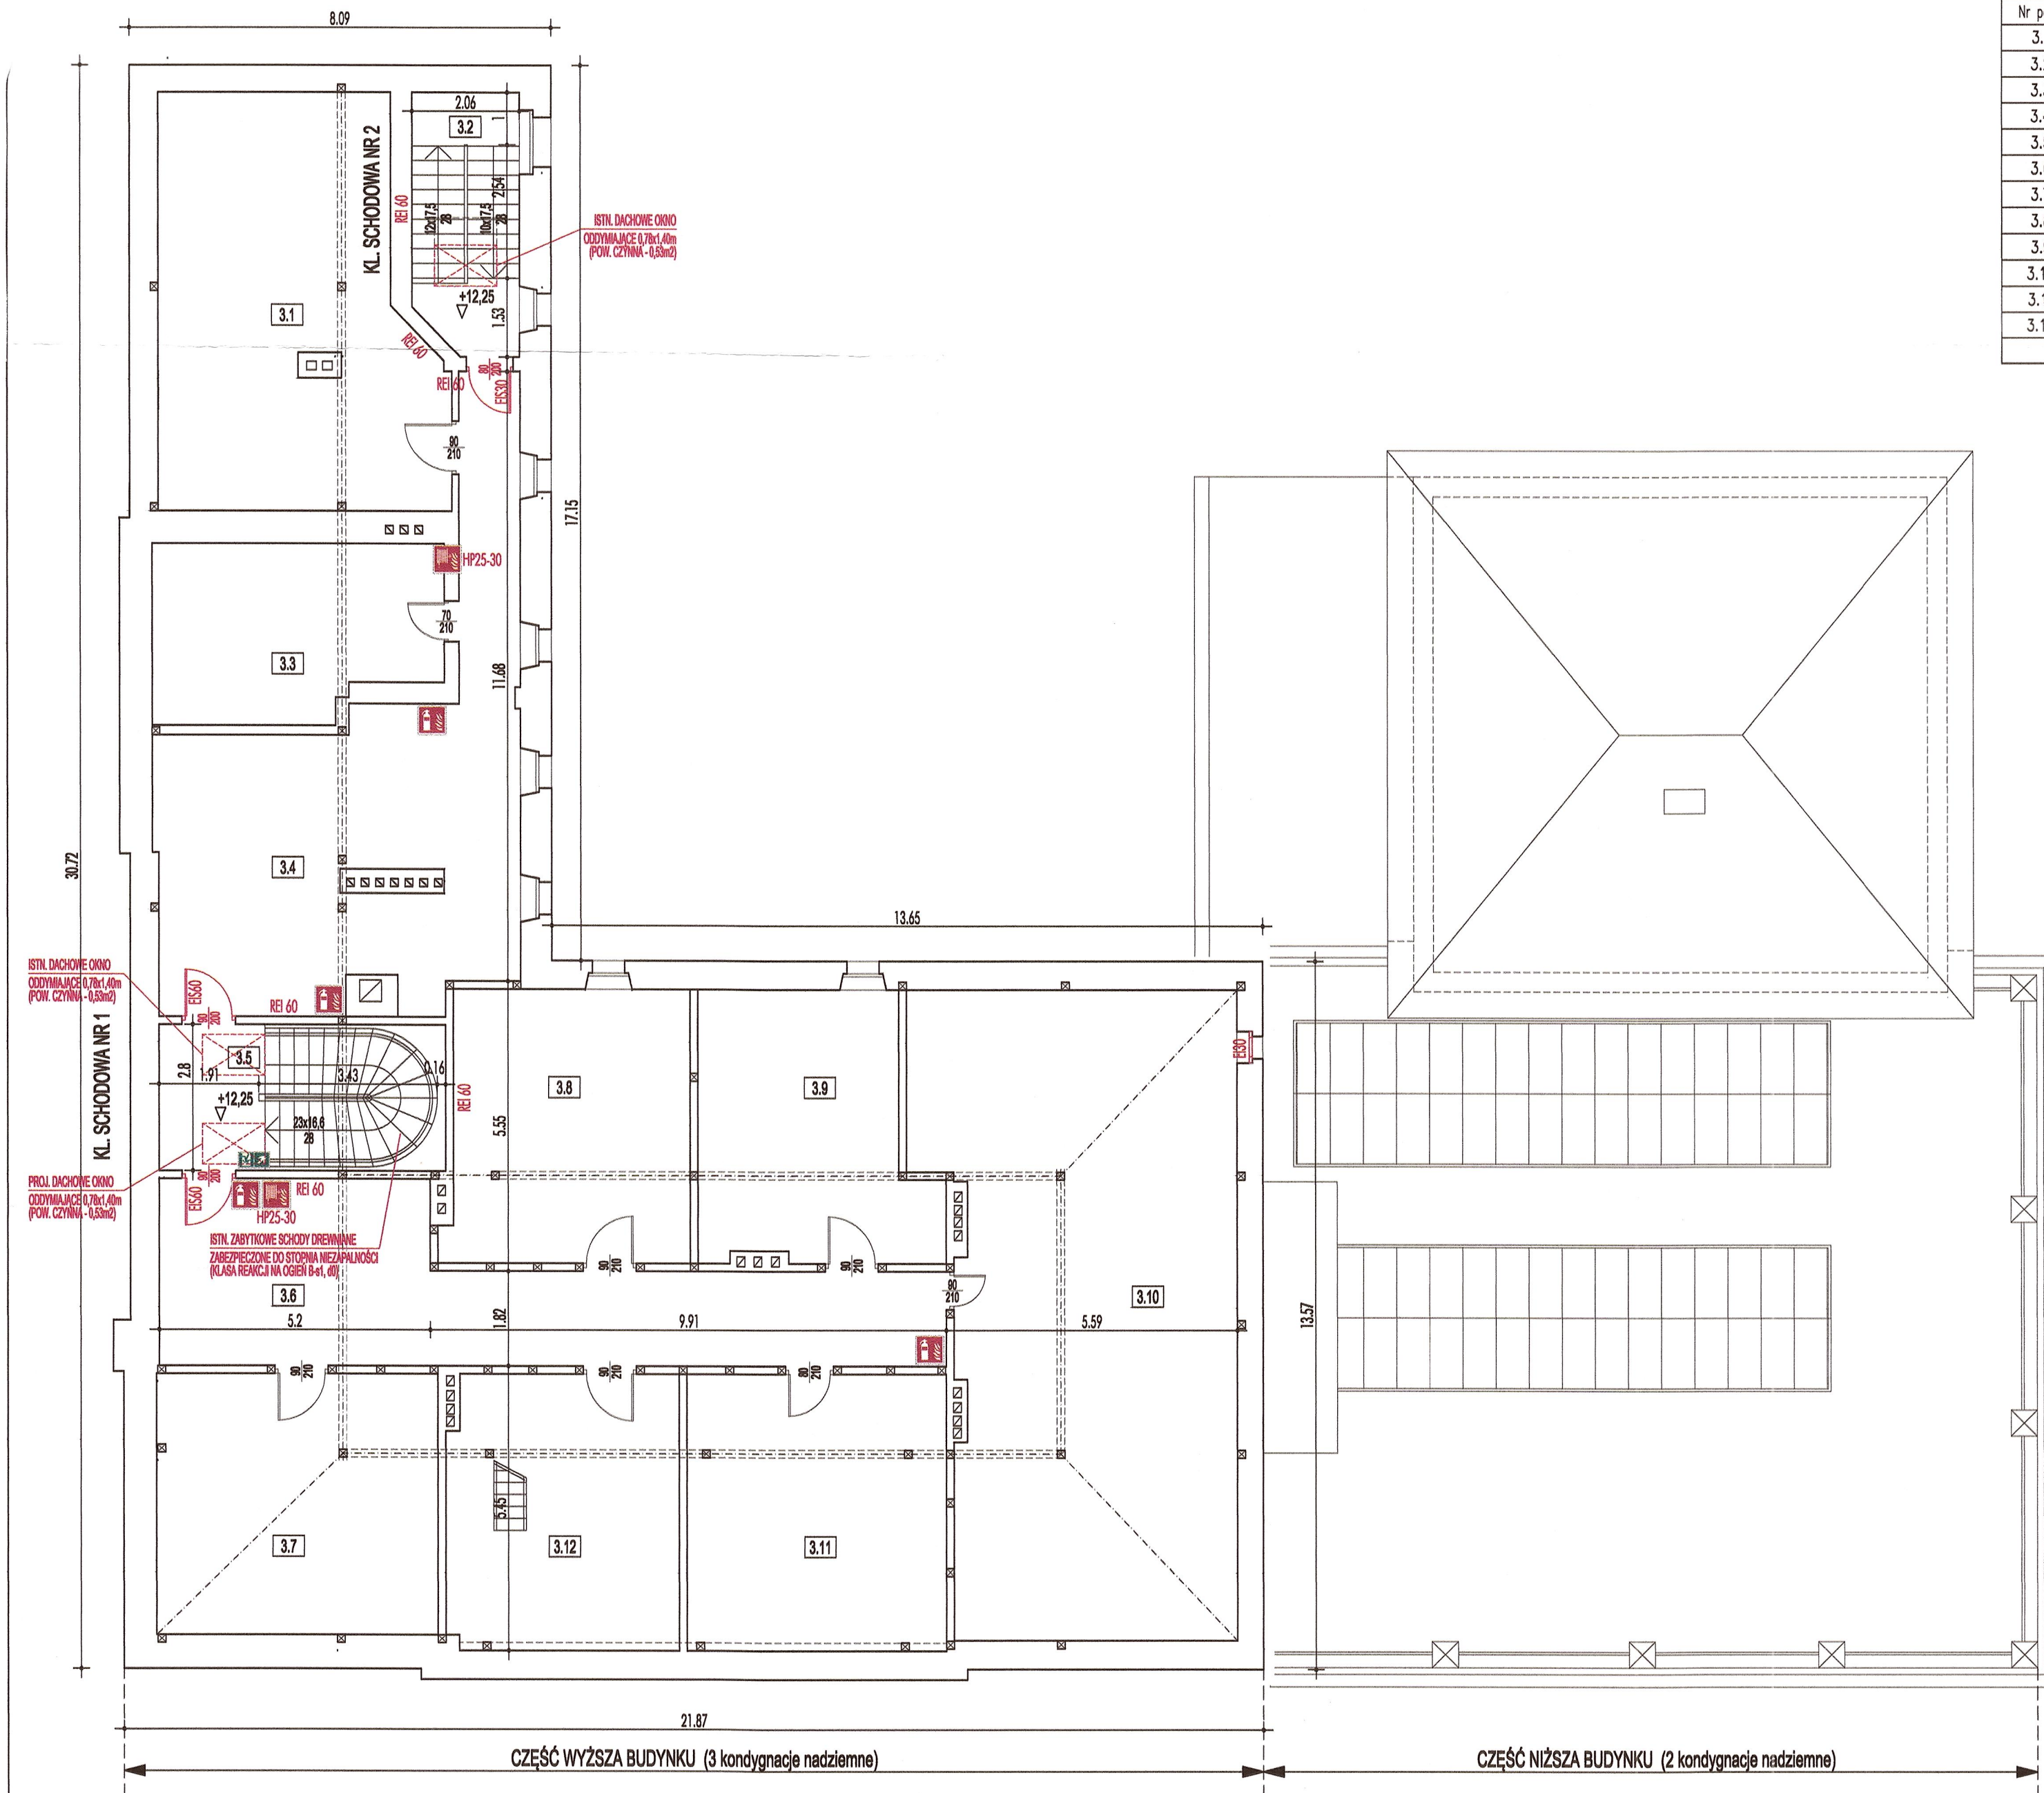 8.09
Nr p
3.
3.
3.
3.
3.
3.
3.
3.
3.
3.1
3.1
3.1
KL. SCHODOWA NR 2
2.06
3.2
1
2.54
REI 60
12x17,5
28
10x17,5
28
ISTN. DACHOWE OKNO
ODDYMIAJĄCE 0,78x1,40m
(POW. CZYNNA - 0,53m2)
+12,25
1.53
3.1
REI 60
REI 60
80
200
EIS30
90
210
17.15
HP25-30
70
210
3.3
11.68
30.72
3.4
13.65
ISTN. DACHOWE OKNO
ODDYMIAJĄCE 0,78x1,40m
(POW. CZYNNA - 0,53m2)
EIS60
REI 60
90
200
KL. SCHODOWA NR 1
2.8
3.5
1.91
3.43
0.16
REI 60
+12,25
23x16,6
28
3.8
5.55
3.9
EI30
PROJ. DACHOWE OKNO
ODDYMIAJĄCE 0,78x1,40m
(POW. CZYNNA - 0,53m2)
EIS60
90
200
REI 60
HP25-30
ISTN. ZABYTKOWE SCHODY DREWNIANE
ZABEZPIECZONE DO STOPNIA NIEZAPALNOŚCI
(KLASA REAKCJI NA OGIEŃ B-s1, d0)
90
210
90
210
90
210
3.6
5.2
1.82
9.91
3.10
5.59
13.57
90
210
90
210
80
210
5.45
3.7
3.12
3.11
21.87
CZĘŚĆ WYŻSZA BUDYNKU (3 kondygnacje nadziemne)
CZĘŚĆ NIŻSZA BUDYNKU (2 kondygnacje nadziemne)